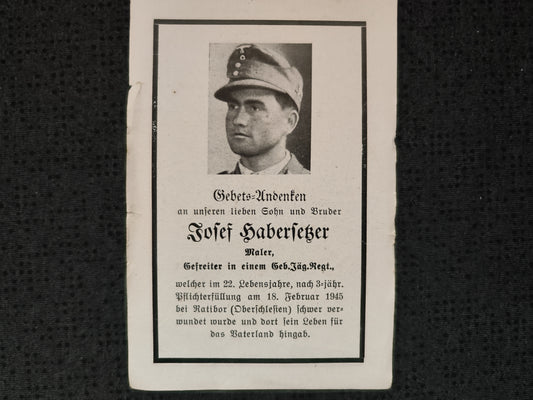 Gebets-Andenken
an unseren lieben Sohn und Bruder
Josef Habersetzer
Maler,
Gefreiter in einem Geb.Jäg.Regt.,
welcher im 22. Lebensjahre, nach 3-jähr.
Pflichterfüllung am 18. Februar 1945
bei Ratibor (Oberschlesien) schwer ver-
wundet wurde und dort sein Leben für
das Vaterland hingab.